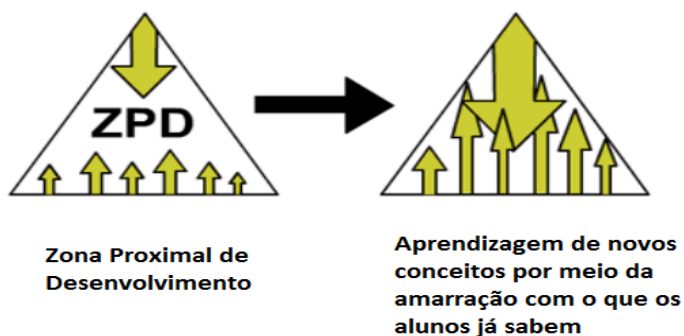 ZPD
Zona Proximal de
Desenvolvimento
Aprendizagem de novos
conceitos por meio da
amarração com o que os
alunos já sabem